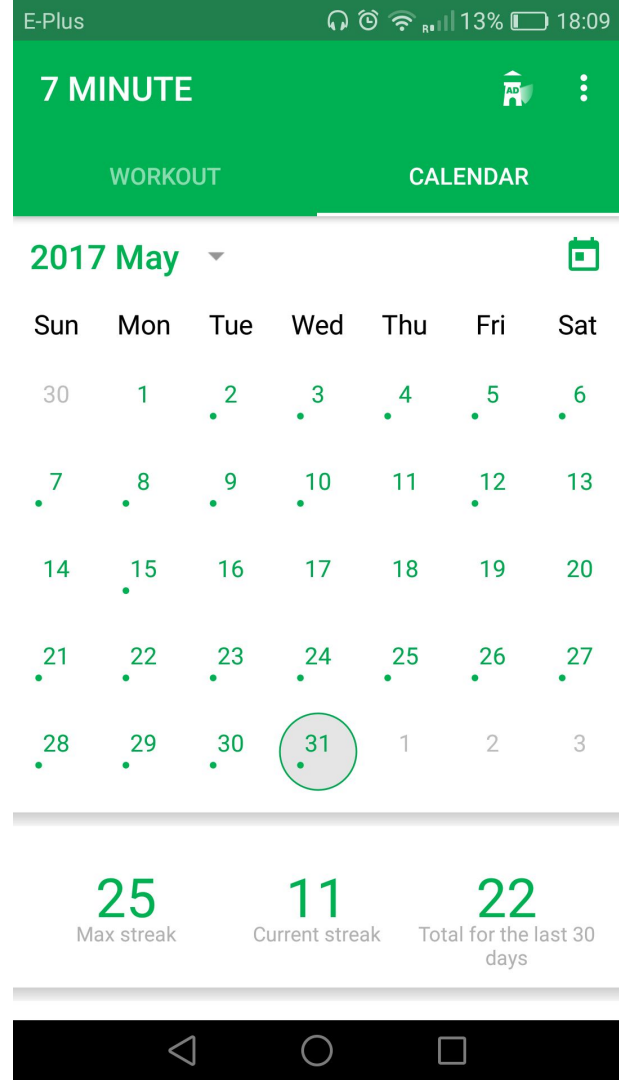 E-Plus R 13% 18:09
7 MINUTE AD
WORKOUT CALENDAR
2017 May
Sun Mon Tue Wed Thu Fri Sat
30 1 2 3 4 5 6
7 8 9 10 11 12 13
14 15 16 17 18 19 20
21 22 23 24 25 26 27
28 29 30 31 1 2 3
25 11 22
Max streak Current streak Total for the last 30
days